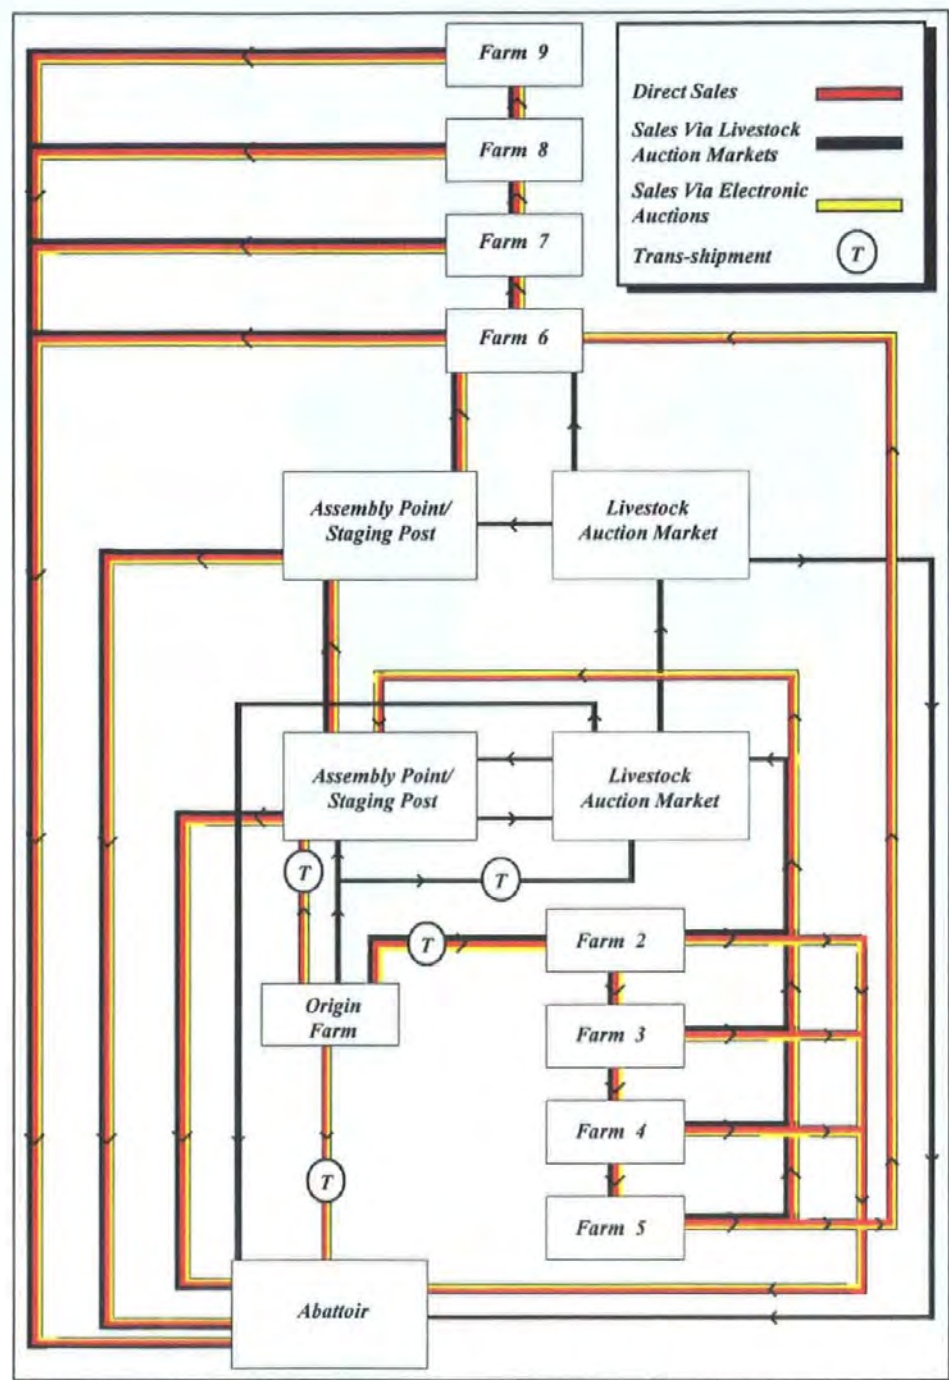 Farm 9
Direct Sales
Sales Via Livestock
Auction Markets
Farm 8
Sales Via Electronic
Auctions
Farm 7
Trans-shipment
T
Farm 6
Assembly Point/
Staging Post
Livestock
Auction Market
Assembly Point/
Staging Post
Livestock
Auction Market
T
T
T
Farm 2
Origin
Farm
Farm 3
Farm 4
T
Farm 5
Abattoir